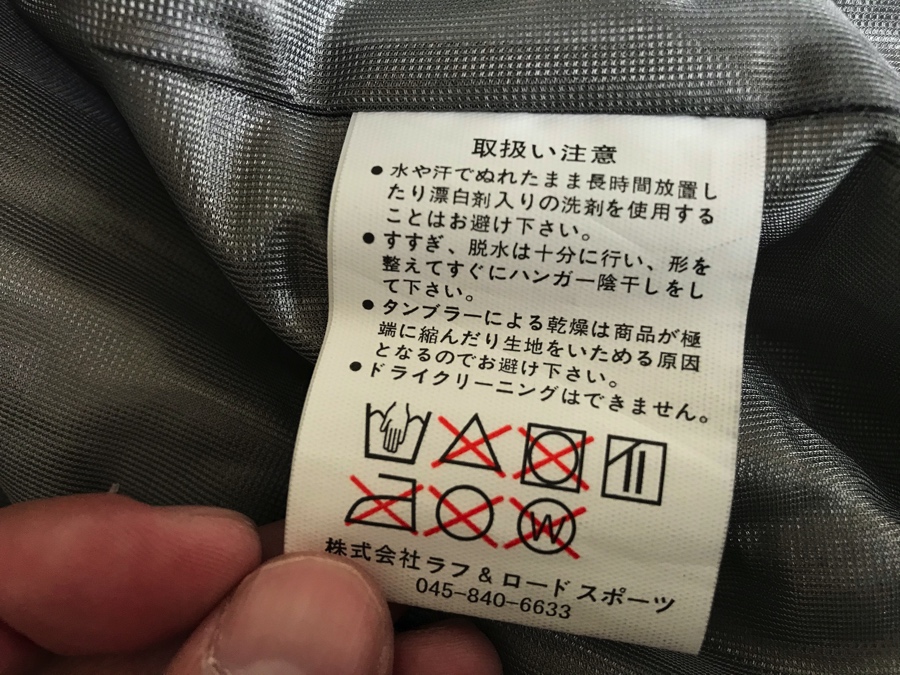 取扱い注意
●水や汗でぬれたまま長時間放置し
たり漂白剤入りの洗剤を使用する
ことはお避け下さい。
●すすぎ、脱水は十分に行い、形を
整えてすぐにハンガー陰干しをし
て下さい。
●タンブラーによる乾燥は商品が極
端に縮んだり生地をいためる原因
となるのでお避け下さい。
●ドライクリーニングはできません。
W
株式会社ラフ&ロードスポーツ
045-840-6633